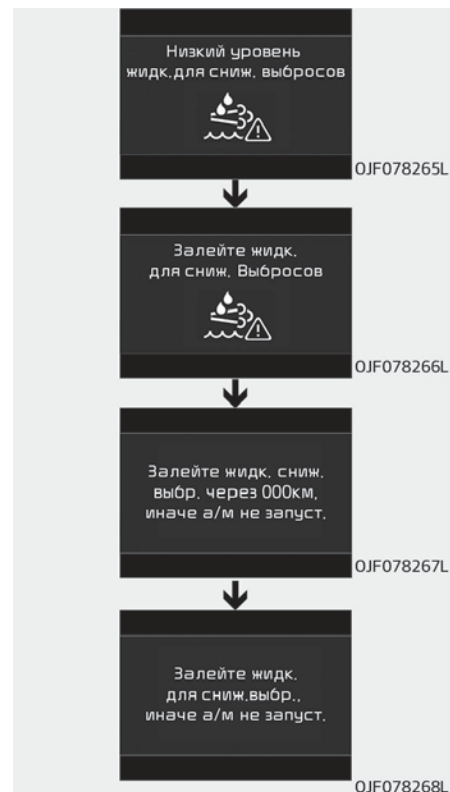 Низкий уровень
жидк.для сниж. выбросов
OJF078265L
Залейте жидк.
для сниж. Выбросов
OJF078266L
Залейте жидк. сниж.
выбр. через 000км,
иначе а/м не запуст.
OJF078267L
Залейте жидк.
для сниж.выбр.,
иначе а/м не запуст.
OJF078268L